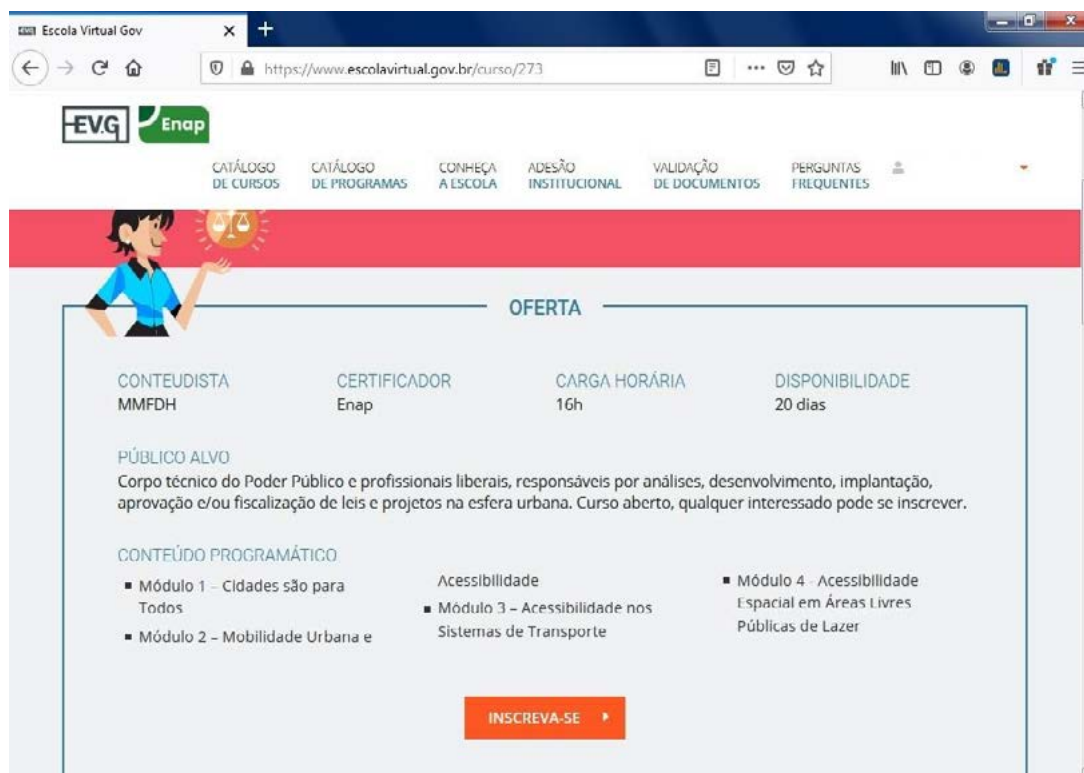 Escola Virtual Gov
https://www.escolavirtual.gov.br/curso/273
EV.G Enap
CATÁLOGO DE CURSOS
CATÁLOGO DE PROGRAMAS
CONHEÇA A ESCOLA
ADESÃO INSTITUCIONAL
VALIDAÇÃO DE DOCUMENTOS
PERGUNTAS FREQUENTES
OFERTA
CONTEUDISTA
MMFDH
CERTIFICADOR
Enap
CARGA HORÁRIA
16h
DISPONIBILIDADE
20 dias
PÚBLICO ALVO
Corpo técnico do Poder Público e profissionais liberais, responsáveis por análises, desenvolvimento, implantação,
aprovação e/ou fiscalização de leis e projetos na esfera urbana. Curso aberto, qualquer interessado pode se inscrever.
CONTEÚDO PROGRAMÁTICO
▪ Módulo 1 – Cidades são para
Todos
▪ Módulo 2 – Mobilidade Urbana e
Acessibilidade
▪ Módulo 3 – Acessibilidade nos
Sistemas de Transporte
▪ Módulo 4 - Acessibilidade
Espacial em Áreas Livres
Públicas de Lazer
INSCREVA-SE